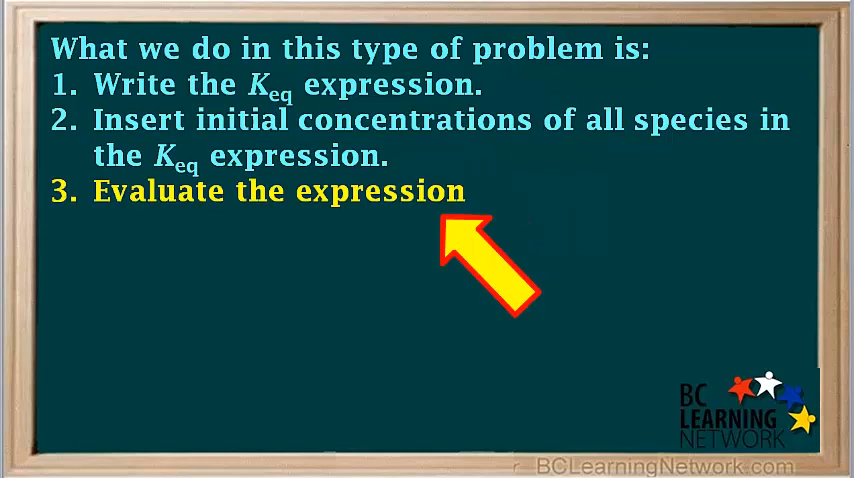 What we do in this type of problem is:
1. Write the Keq expression.
2. Insert initial concentrations of all species in
the Keq expression.
3. Evaluate the expression
BC
LEARNING
NETWORK
BCLearningNetwork.com